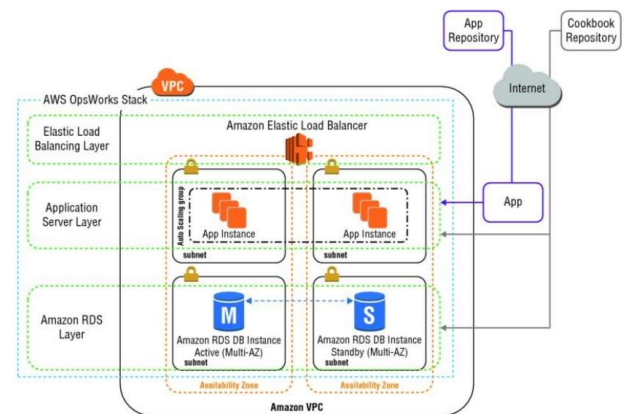 App
Repository
Cookbook
Repository
Internet
VPC
AWS OpsWorks Stack
Elastic Load
Balancing Layer
Amazon Elastic Load Balancer
Application
Server Layer
Auto Scaling group
App Instance
App Instance
App
subnet
subnet
Amazon RDS
Layer
M
S
Amazon RDS DB Instance
Active (Multi-AZ)
subnet
Amazon RDS DB Instance
Standby (Multi-AZ)
subnet
Availability Zone
Availability Zone
Amazon VPC